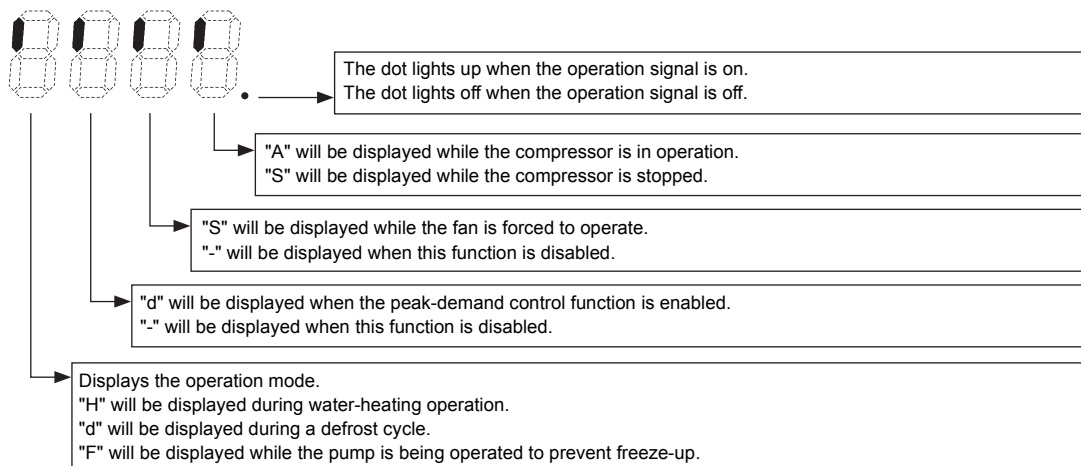 The dot lights up when the operation signal is on.
The dot lights off when the operation signal is off.
"A" will be displayed while the compressor is in operation.
"S" will be displayed while the compressor is stopped.
"S" will be displayed while the fan is forced to operate.
"-" will be displayed when this function is disabled.
"d" will be displayed when the peak-demand control function is enabled.
"-" will be displayed when this function is disabled.
Displays the operation mode.
"H" will be displayed during water-heating operation.
"d" will be displayed during a defrost cycle.
"F" will be displayed while the pump is being operated to prevent freeze-up.